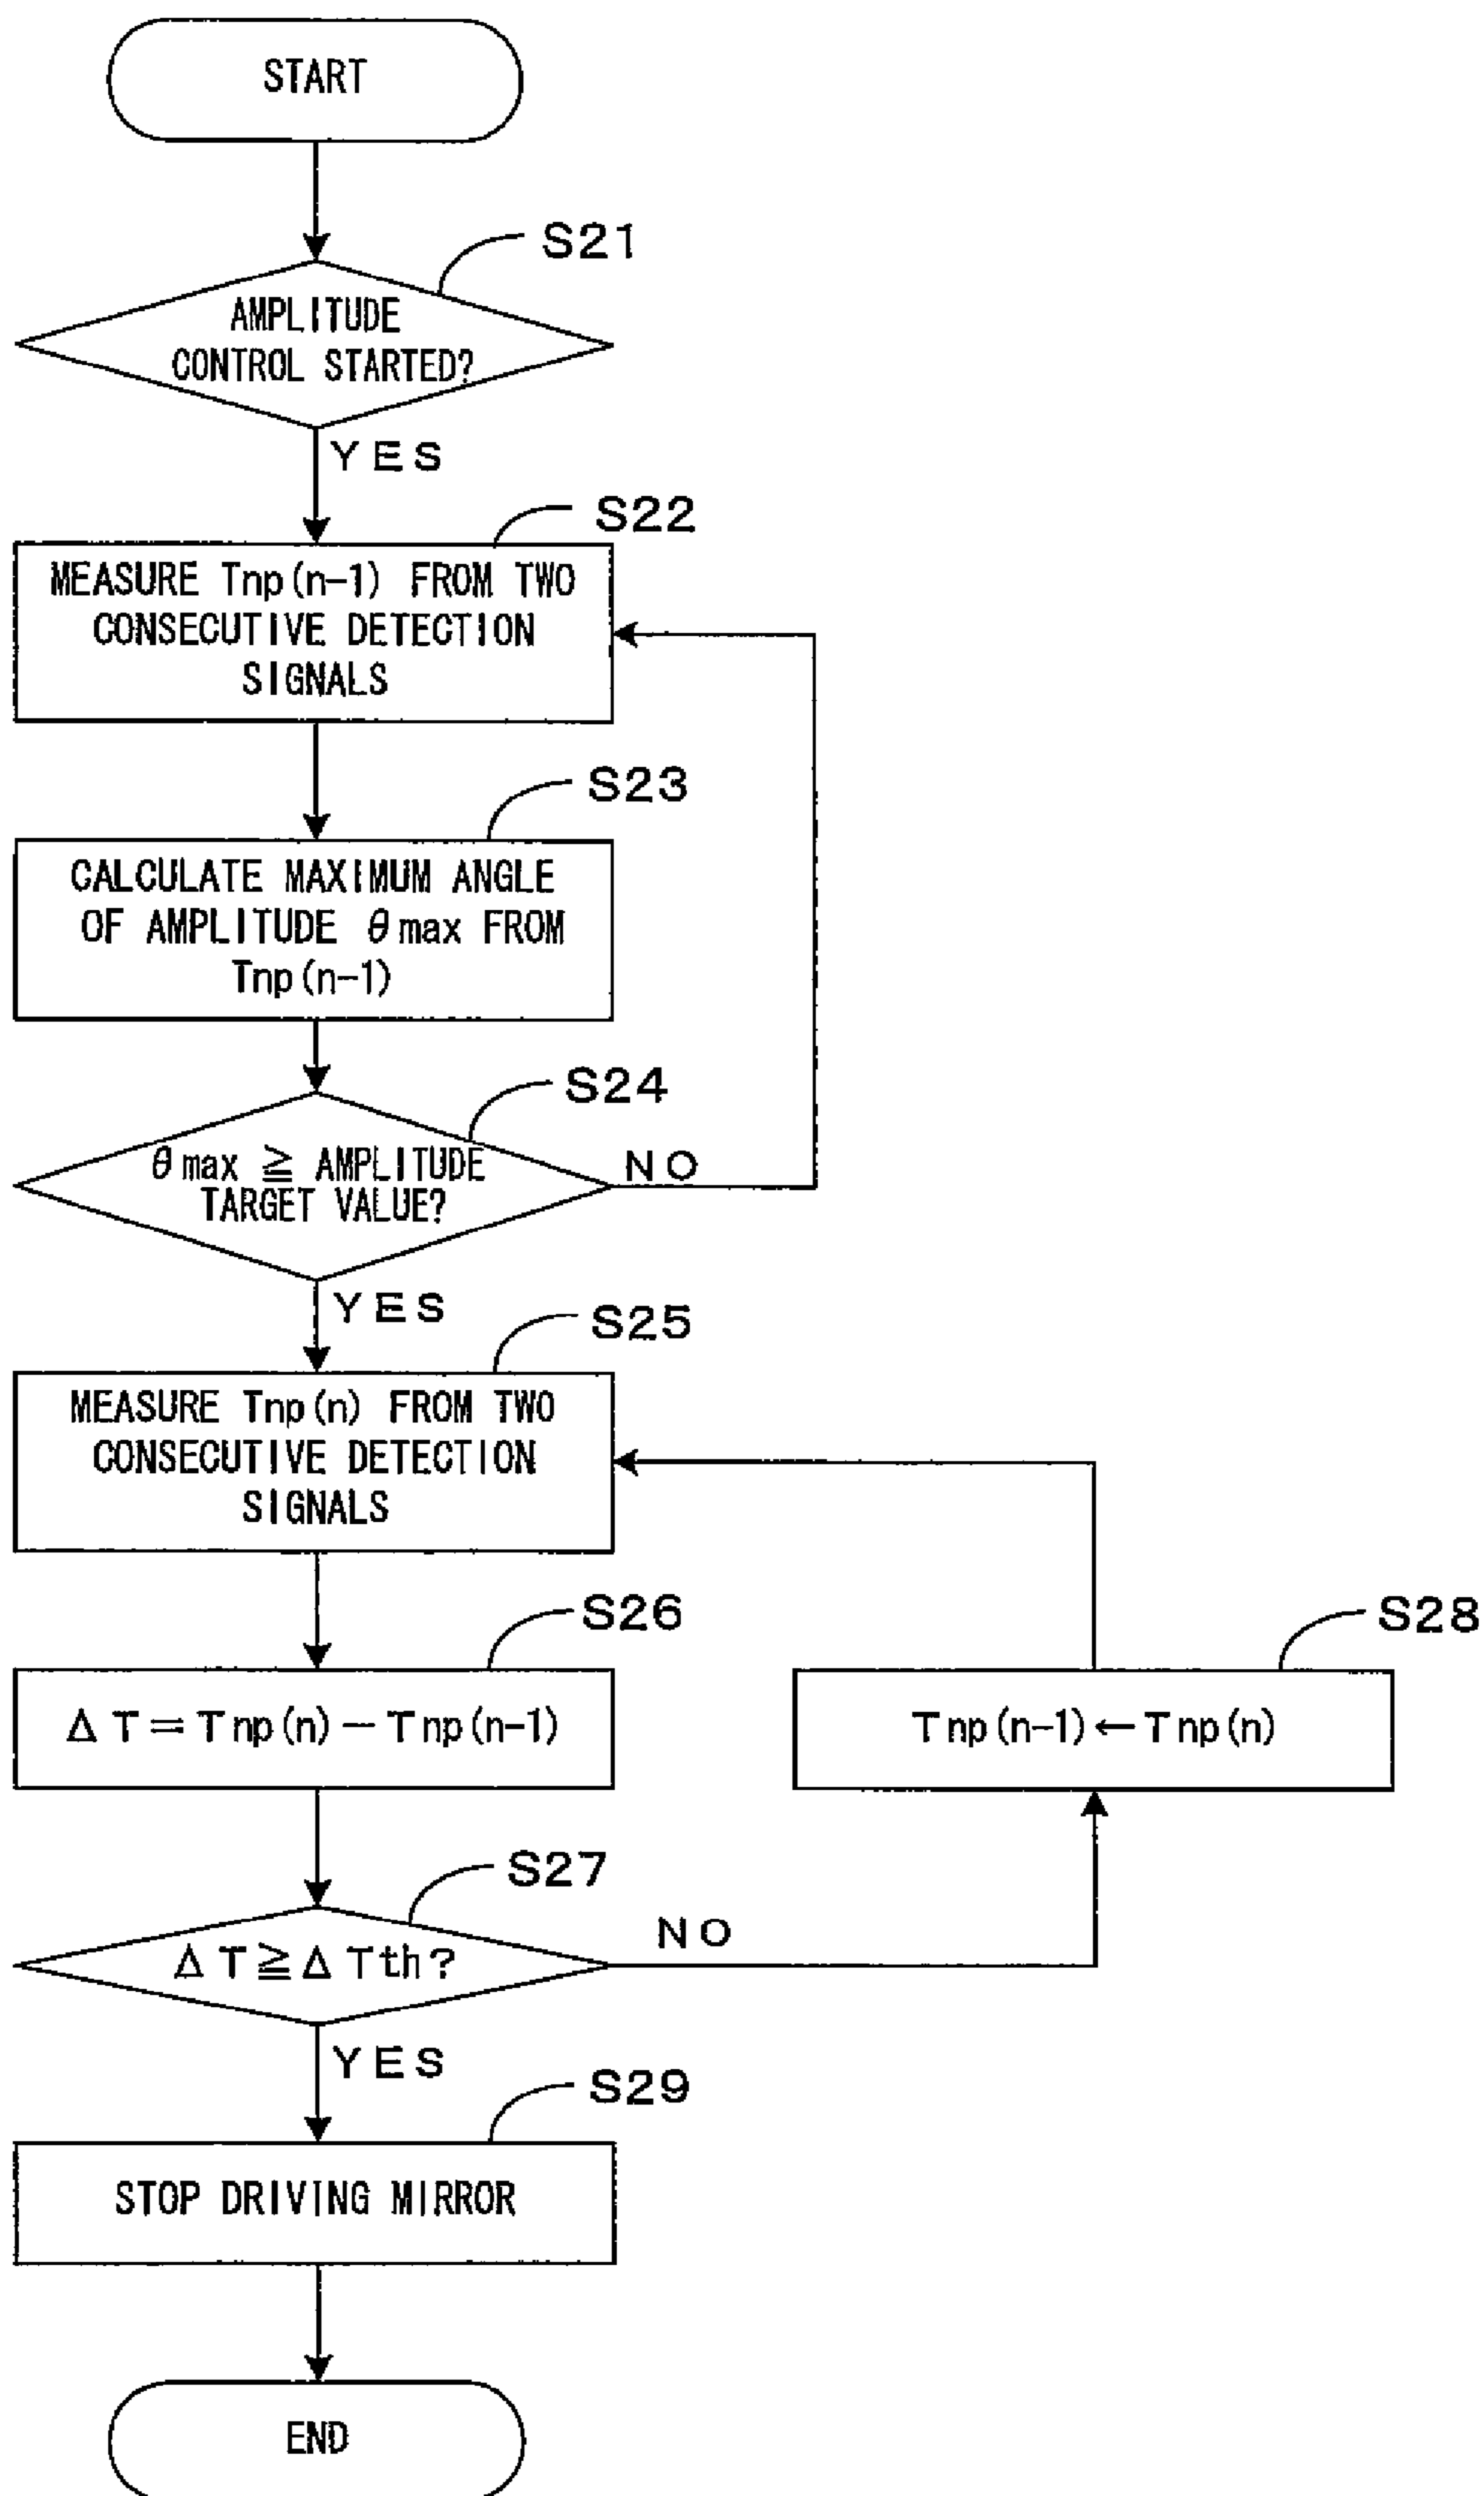 START
S21
AMPLITUDE
CONTROL STARTED?
YES
S22
MEASURE Tnp(n-1) FROM TWO
CONSECUTIVE DETECTION
SIGNALS
S23
CALCULATE MAXIMUM ANGLE
OF AMPLITUDE θmax FROM
Tnp(n-1)
S24
θmax ≧ AMPLITUDE
TARGET VALUE?
NO
YES
S25
MEASURE Tnp(n) FROM TWO
CONSECUTIVE DETECTION
SIGNALS
S26
ΔT=Tnp(n)-Tnp(n-1)
S28
Tnp(n-1)←Tnp(n)
S27
ΔT≧ΔTth?
NO
YES
S29
STOP DRIVING MIRROR
END